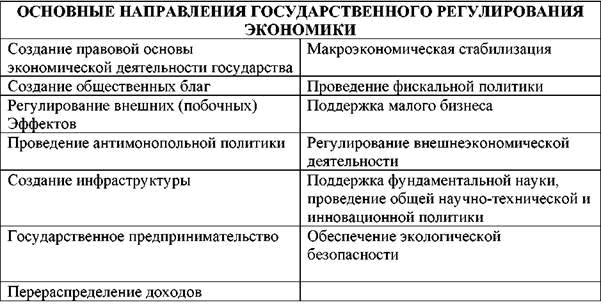 ОСНОВНЫЕ НАПРАВЛЕНИЯ ГОСУДАРСТВЕННОГО РЕГУЛИРОВАНИЯ
ЭКОНОМИКИ
Создание правовой основы
экономической деятельности государства
Макроэкономическая стабилизация
Создание общественных благ
Проведение фискальной политики
Регулирование внешних (побочных)
Эффектов
Поддержка малого бизнеса
Проведение антимонопольной политики
Регулирование внешнеэкономической
деятельности
Создание инфраструктуры
Поддержка фундаментальной науки,
проведение общей научно-технической и
инновационной политики
Государственное предпринимательство
Обеспечение экологической
безопасности
Перераспределение доходов